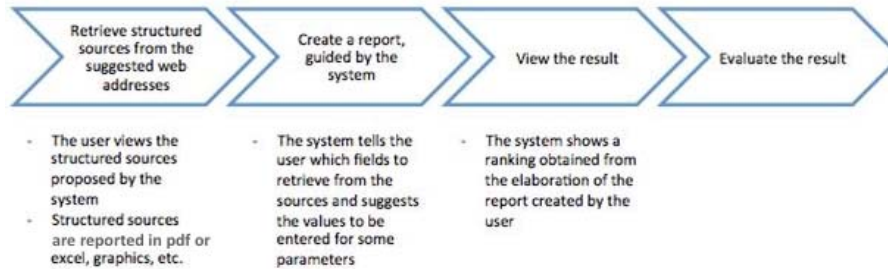 Retrieve structured
sources from the
suggested web
addresses
Create a report,
guided by the
system
View the result
Evaluate the result
- The user views the
structured sources
proposed by the
system
- Structured sources
are reported in pdf or
excel, graphics, etc.
- The system tells the
user which fields to
retrieve from the
sources and suggests
the values to be
entered for some
parameters
- The system shows a
ranking obtained from
the elaboration of the
report created by the
user